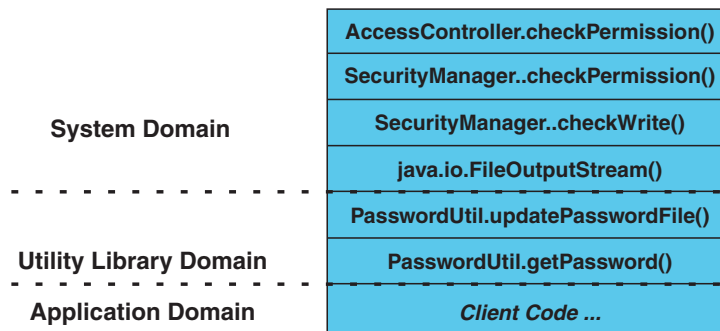 AccessController.checkPermission()
SecurityManager..checkPermission()
System Domain
SecurityManager..checkWrite()
java.io.FileOutputStream()
PasswordUtil.updatePasswordFile()
Utility Library Domain
PasswordUtil.getPassword()
Application Domain
Client Code ...